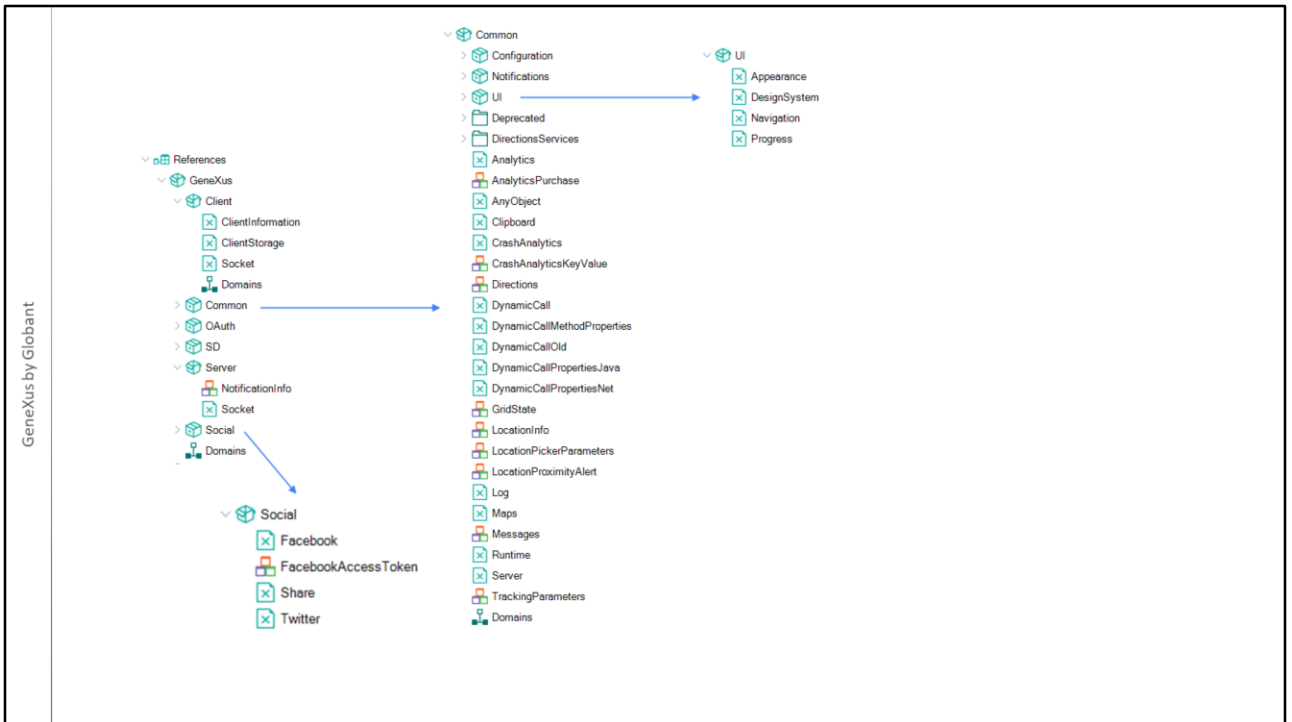 GeneXus by Globant
References
GeneXus
Client
ClientInformation
ClientStorage
Socket
Domains
Common
OAuth
SD
Server
NotificationInfo
Socket
Social
Domains
Social
Facebook
FacebookAccessToken
Share
Twitter
Common
Configuration
Notifications
UI
Deprecated
DirectionsServices
Analytics
AnalyticsPurchase
AnyObject
Clipboard
CrashAnalytics
CrashAnalyticsKeyValue
Directions
DynamicCall
DynamicCallMethodProperties
DynamicCallOld
DynamicCallPropertiesJava
DynamicCallPropertiesNet
GridState
LocationInfo
LocationPickerParameters
LocationProximityAlert
Log
Maps
Messages
Runtime
Server
TrackingParameters
Domains
UI
Appearance
DesignSystem
Navigation
Progress